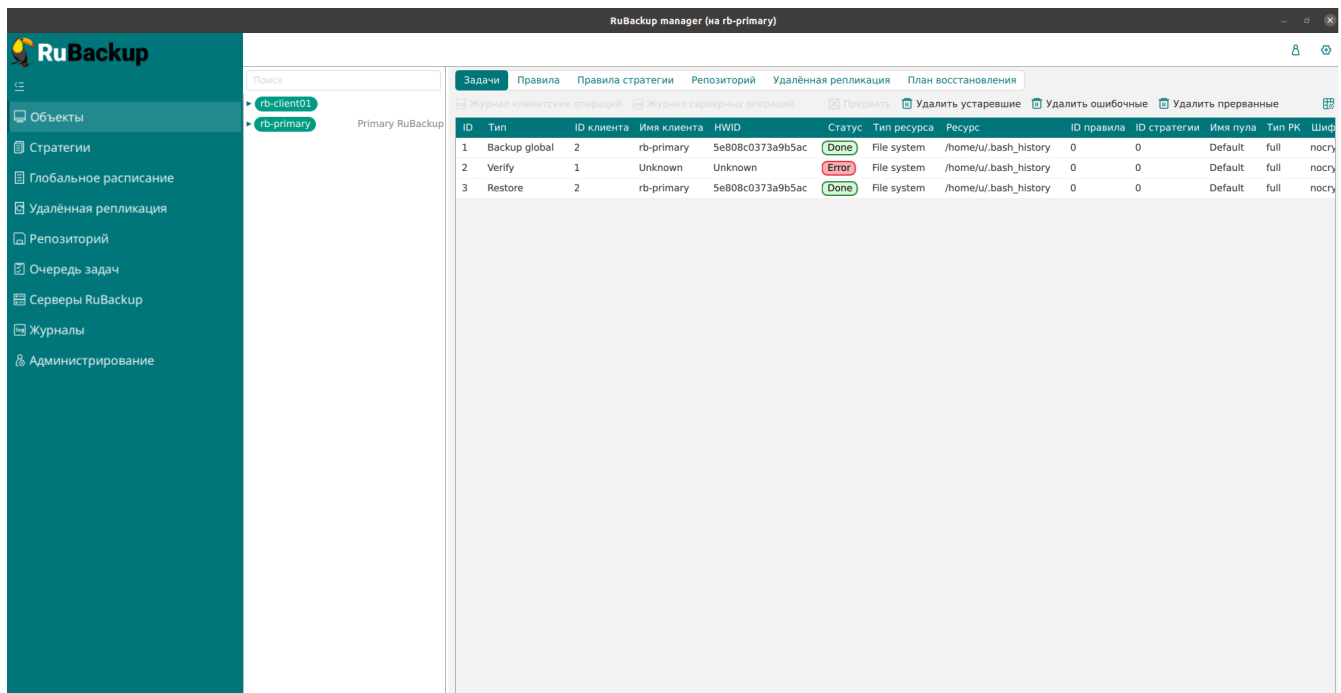 RuBackup manager (на rb-primary)
RuBackup
Поиск
Задачи Правила Правила стратегии Репозиторий Удалённая репликация План восстановления
Журнал клиентских операций Журнал серверных операций Прервать Удалить устаревшие Удалить ошибочные Удалить прерванные
Объекты
Стратегии
Глобальное расписание
Удалённая репликация
Репозиторий
Очередь задач
Серверы RuBackup
Журналы
Администрирование
rb-client01
rb-primary Primary RuBackup
ID Тип ID клиента Имя клиента HWID Статус Тип ресурса Ресурс ID правила ID стратегии Имя пула Тип РК Шиф
1 Backup global 2 rb-primary 5e808c0373a9b5ac Done File system /home/u/.bash_history 0 0 Default full nocry
2 Verify 1 Unknown Unknown Error File system /home/u/.bash_history 0 0 Default full nocry
3 Restore 2 rb-primary 5e808c0373a9b5ac Done File system /home/u/.bash_history 0 0 Default full nocry